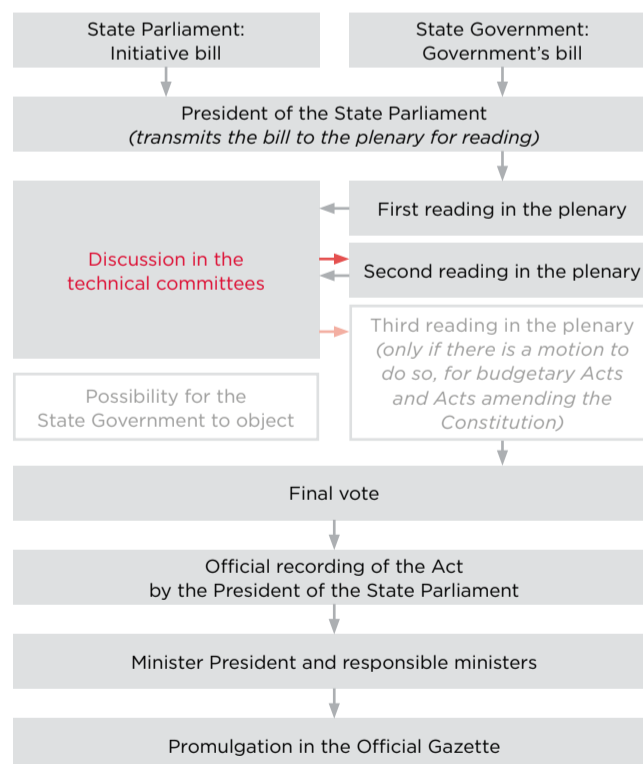 State Parliament:
Initiative bill
State Government:
Government’s bill
President of the State Parliament
(transmits the bill to the plenary for reading)
First reading in the plenary
Discussion in the
technical committees
Second reading in the plenary
Third reading in the plenary
(only if there is a motion to
do so, for budgetary Acts
and Acts amending the
Constitution)
Possibility for the
State Government to object
Final vote
Official recording of the Act
by the President of the State Parliament
Minister President and responsible ministers
Promulgation in the Official Gazette